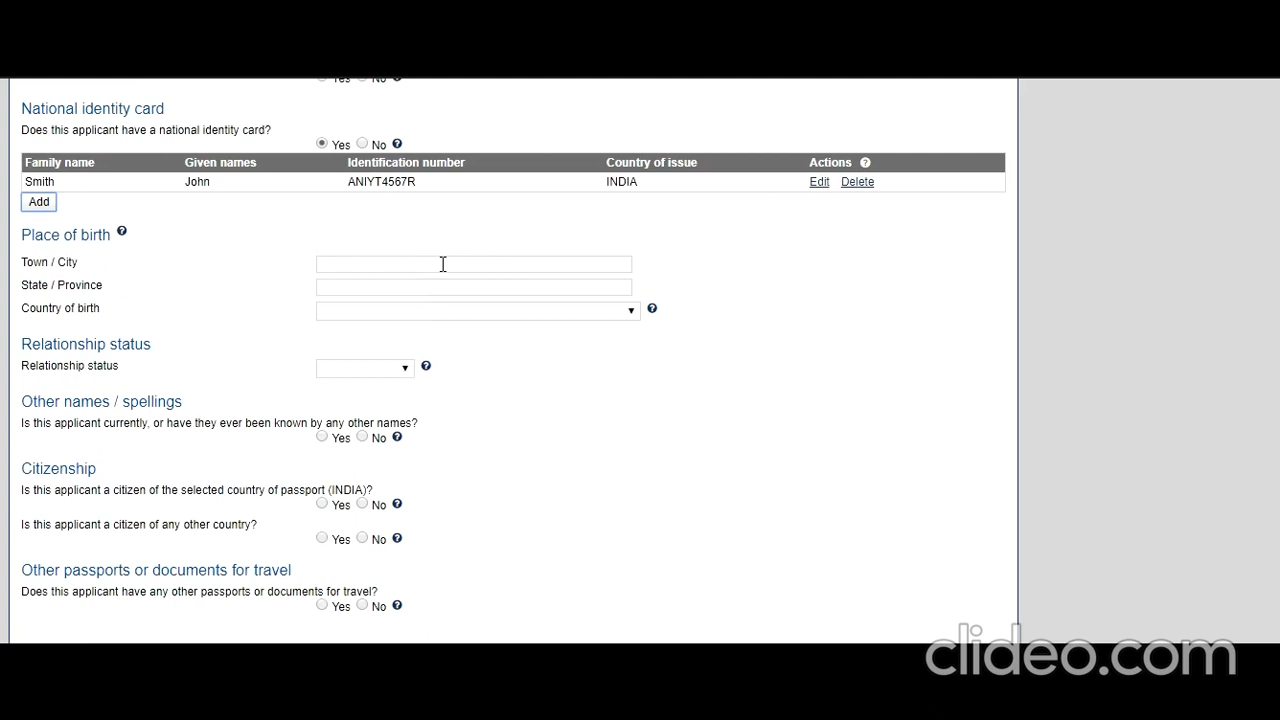 Yes No
National identity card
Does this applicant have a national identity card?
Yes No
Family name Given names Identification number Country of issue Actions
Smith John ANIYT4567R INDIA Edit Delete
Add
Place of birth
Town / City
State / Province
Country of birth
Relationship status
Relationship status
Other names / spellings
Is this applicant currently, or have they ever been known by any other names?
Yes No
Citizenship
Is this applicant a citizen of the selected country of passport (INDIA)?
Yes No
Is this applicant a citizen of any other country?
Yes No
Other passports or documents for travel
Does this applicant have any other passports or documents for travel?
Yes No
clideo.com